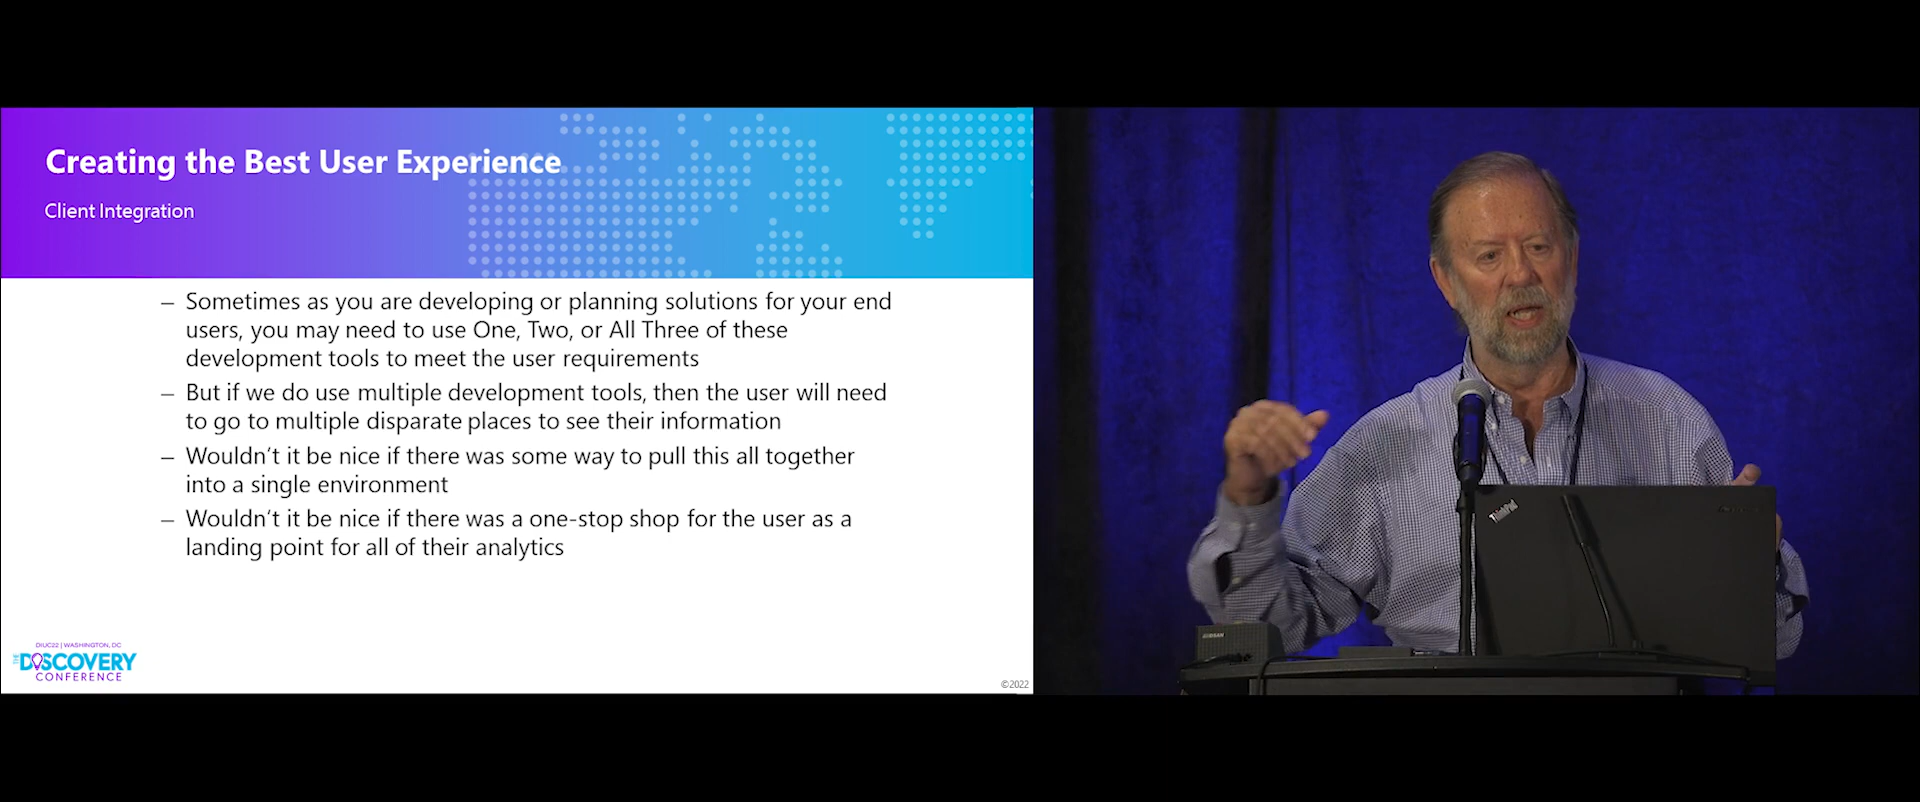 Creating the Best User Experience
Client Integration
– Sometimes as you are developing or planning solutions for your end
users, you may need to use One, Two, or All Three of these
development tools to meet the user requirements
– But if we do use multiple development tools, then the user will need
to go to multiple disparate places to see their information
– Wouldn't it be nice if there was some way to pull this all together
into a single environment
– Wouldn't it be nice if there was a one-stop shop for the user as a
landing point for all of their analytics
DIUC22 | WASHINGTON, DC
THE DISCOVERY
CONFERENCE
©2022
ThinkPad